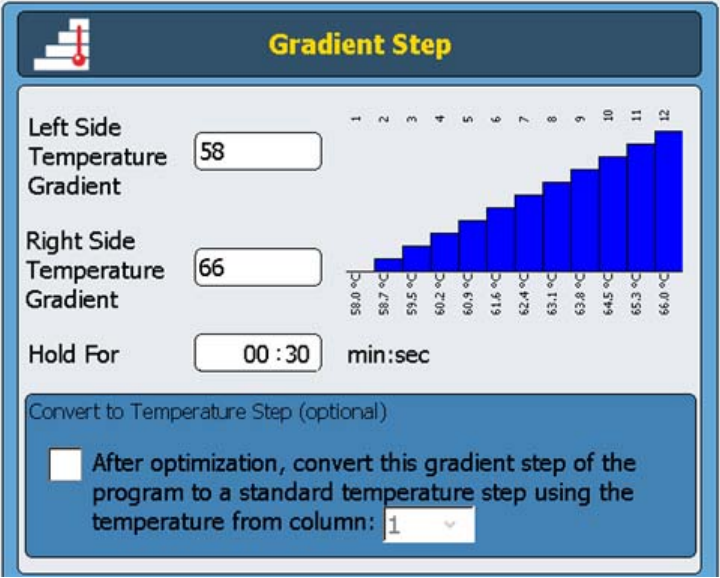 Gradient Step
Left Side
Temperature
Gradient
58
1 2 3 4 5 6 7 8 9 10 11 12
58.0 °C 58.7 °C 59.5 °C 60.2 °C 60.9 °C 61.6 °C 62.4 °C 63.1 °C 63.8 °C 64.5 °C 65.3 °C 66.0 °C
Right Side
Temperature
Gradient
66
Hold For 00:30 min:sec
Convert to Temperature Step (optional)
After optimization, convert this gradient step of the
program to a standard temperature step using the
temperature from column: 1